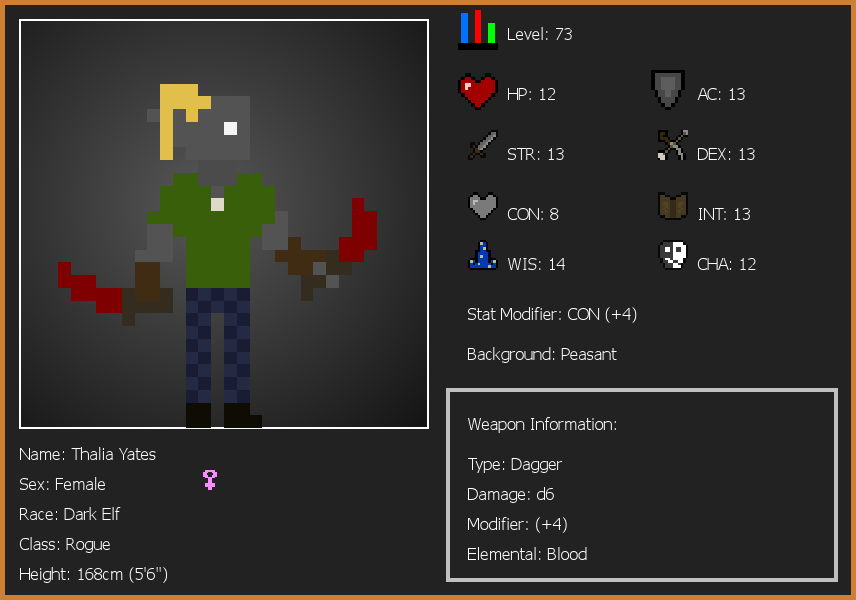 Level: 73
HP: 12
AC: 13
STR: 13
DEX: 13
CON: 8
INT: 13
WIS: 14
CHA: 12
Stat Modifier: CON (+4)
Background: Peasant
Weapon Information:
Type: Dagger
Damage: d6
Modifier: (+4)
Elemental: Blood
Name: Thalia Yates
Sex: Female
Race: Dark Elf
Class: Rogue
Height: 168cm (5'6")